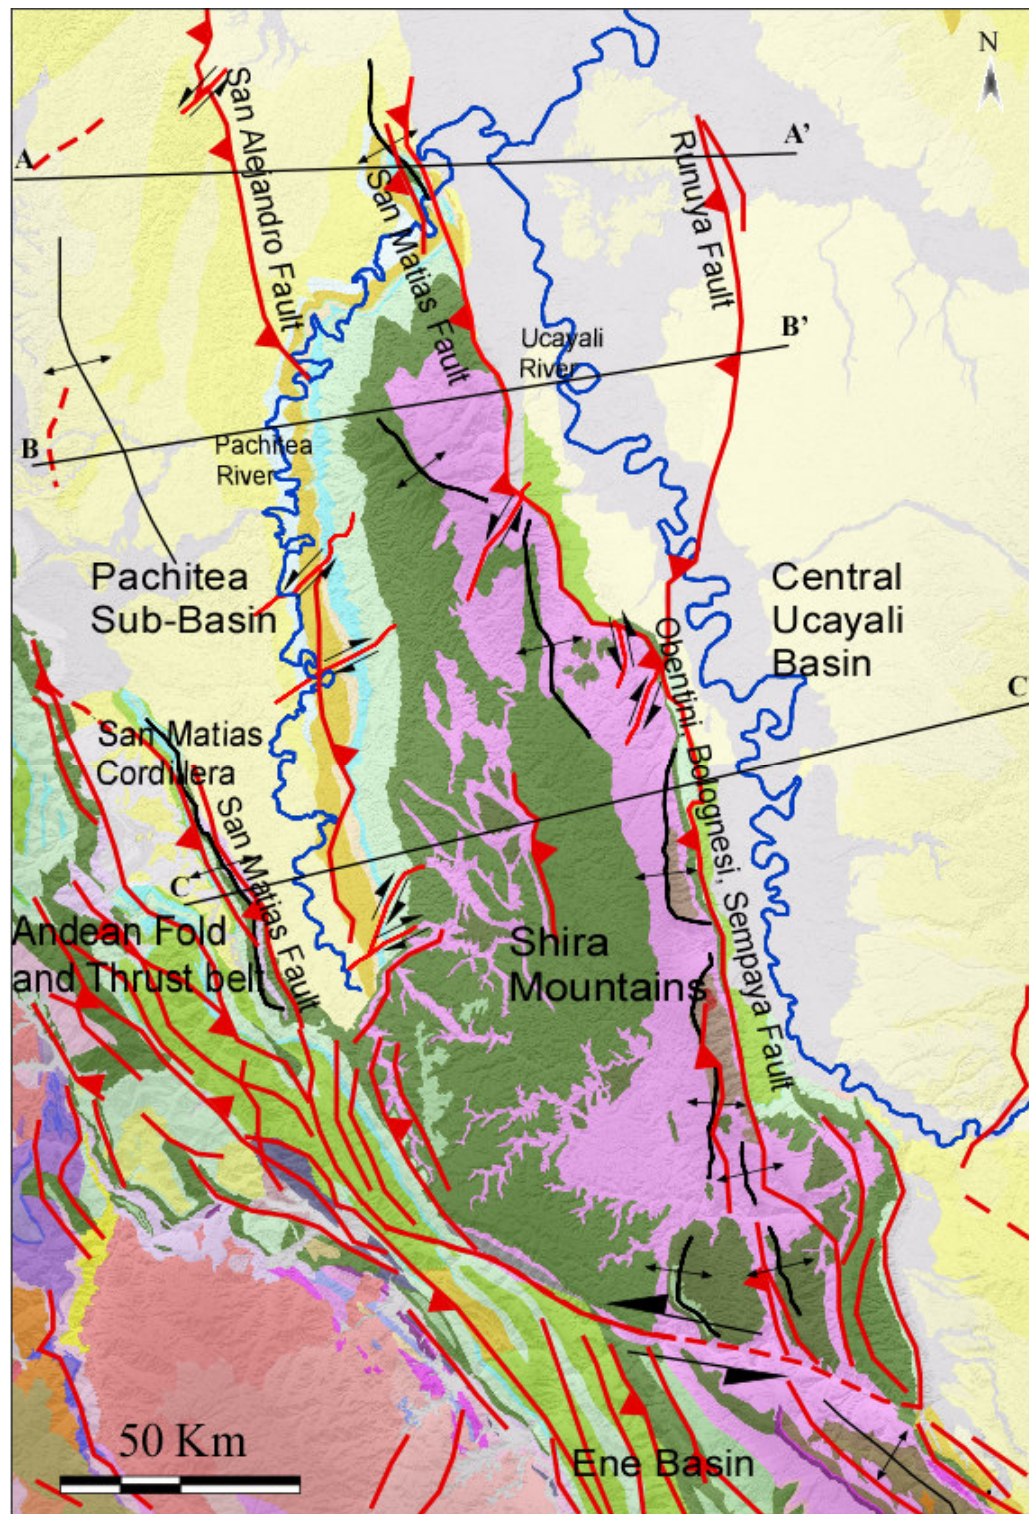 N
San Alejandro Fault
A
A'
San Matias Fault
Runuya Fault
B'
Ucayali
River
B
Pachitea
River
Pachitea
Sub-Basin
Central
Ucayali
Basin
Obentini, Bolognesi, Sempaya Fault
C'
San Matias
Cordillera
San Matias Fault
C
Andean Fold
and Thrust belt
Shira
Mountains
50 Km
Ene Basin